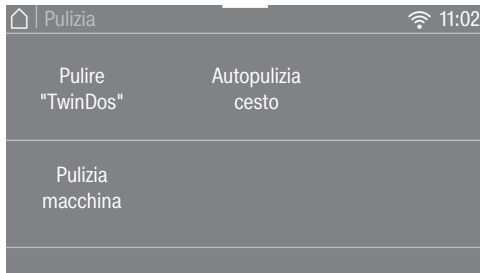 Pulizia 11:02
Pulire Autopulizia
"TwinDos" cesto
Pulizia
macchina